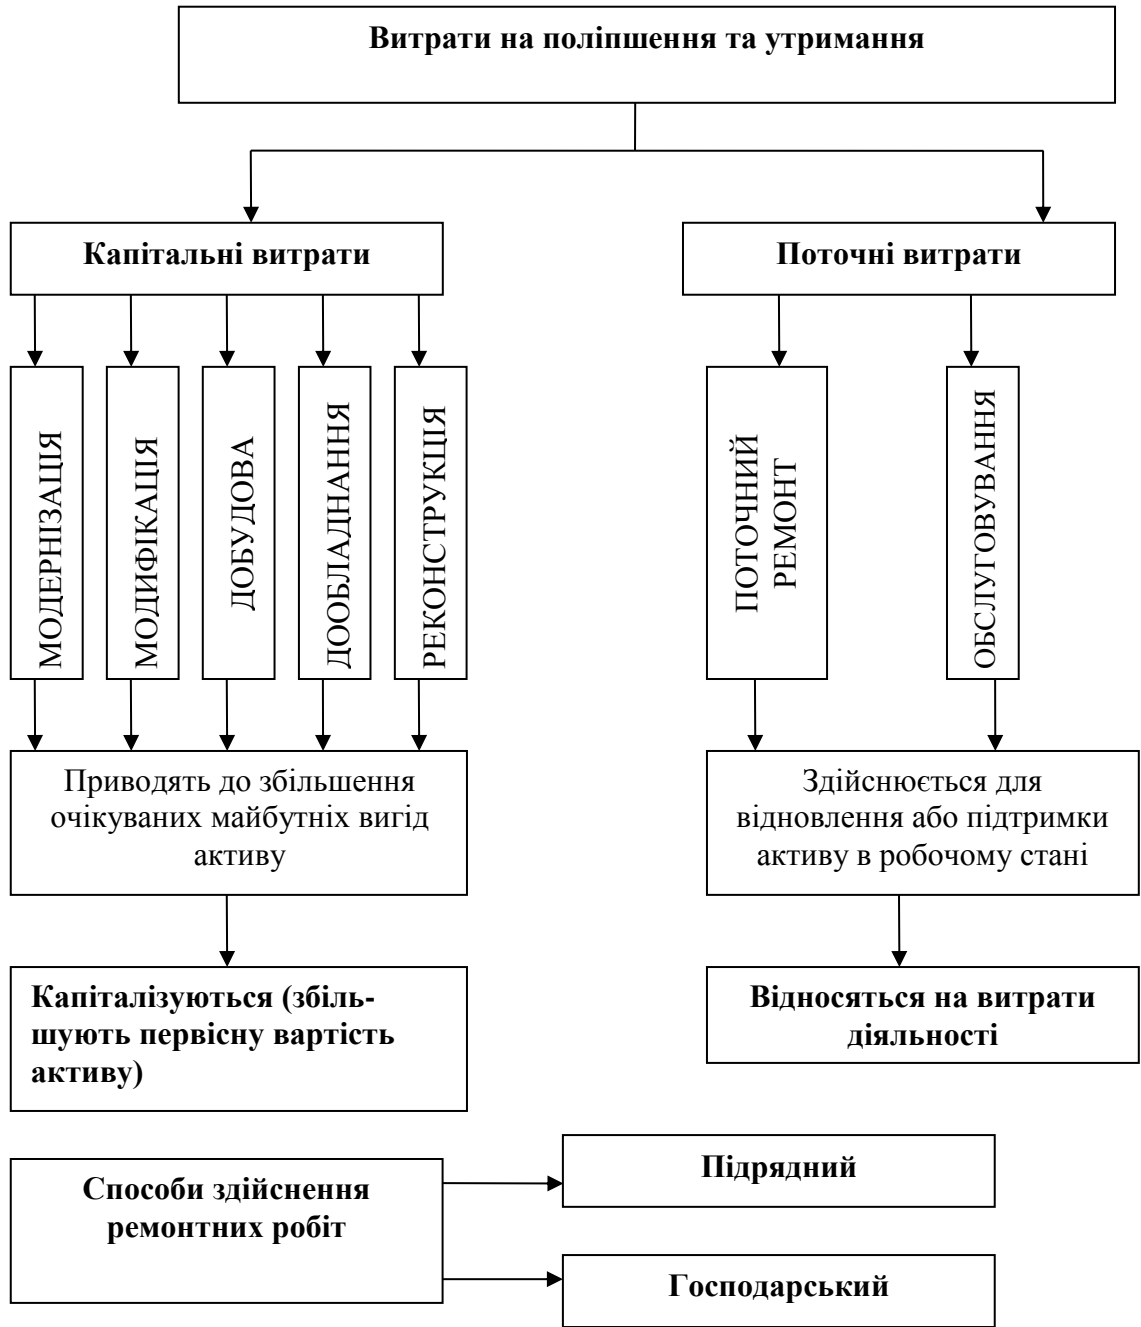 Витрати на поліпшення та утримання
Капітальні витрати
Поточні витрати
МОДЕРНІЗАЦІЯ
МОДИФІКАЦІЯ
ДОБУДОВА
ДООБЛАДНАННЯ
РЕКОНСТРУКЦІЯ
ПОТОЧНИЙ
РЕМОНТ
ОБСЛУГОВУВАННЯ
Приводять до збільшення
очікуваних майбутніх вигід
активу
Здійснюється для
відновлення або підтримки
активу в робочому стані
Капіталізуються (збіль-
шують первісну вартість
активу)
Відносяться на витрати
діяльності
Способи здійснення
ремонтних робіт
Підрядний
Господарський